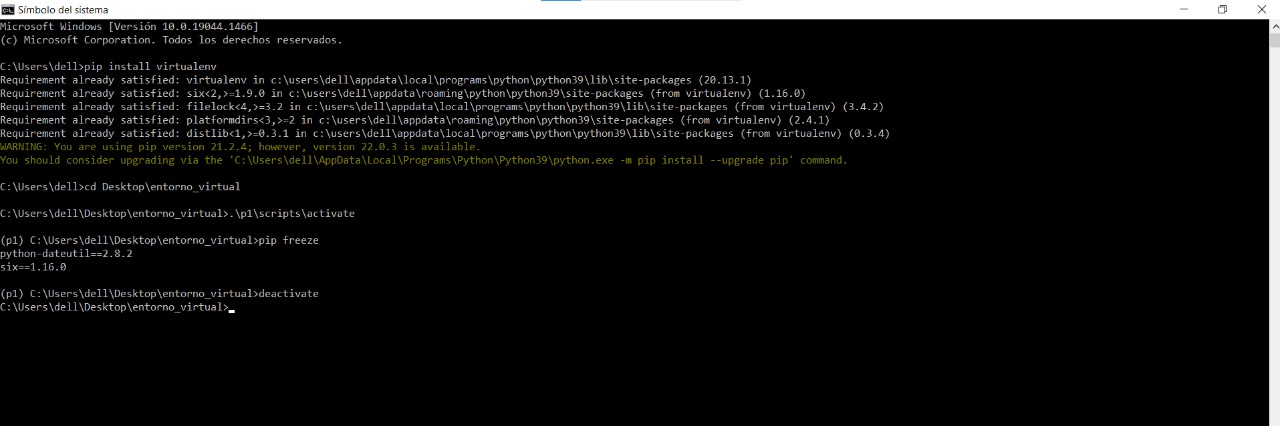 Símbolo del sistema
Microsoft Windows [Versión 10.0.19044.1466]
(c) Microsoft Corporation. Todos los derechos reservados.
C:\Users\dell>pip install virtualenv
Requirement already satisfied: virtualenv in c:\users\dell\appdata\local\programs\python\python39\lib\site-packages (20.13.1)
Requirement already satisfied: six<2,>=1.9.0 in c:\users\dell\appdata\roaming\python\python39\site-packages (from virtualenv) (1.16.0)
Requirement already satisfied: filelock<4,>=3.2 in c:\users\dell\appdata\local\programs\python\python39\lib\site-packages (from virtualenv) (3.4.2)
Requirement already satisfied: platformdirs<3,>=2 in c:\users\dell\appdata\roaming\python\python39\site-packages (from virtualenv) (2.4.1)
Requirement already satisfied: distlib<1,>=0.3.1 in c:\users\dell\appdata\local\programs\python\python39\lib\site-packages (from virtualenv) (0.3.4)
WARNING: You are using pip version 21.2.4; however, version 22.0.3 is available.
You should consider upgrading via the 'C:\Users\dell\AppData\Local\Programs\Python\Python39\python.exe -m pip install --upgrade pip' command.
C:\Users\dell>cd Desktop\entorno_virtual
C:\Users\dell\Desktop\entorno_virtual>.\p1\scripts\activate
(p1) C:\Users\dell\Desktop\entorno_virtual>pip freeze
python-dateutil==2.8.2
six==1.16.0
(p1) C:\Users\dell\Desktop\entorno_virtual>deactivate
C:\Users\dell\Desktop\entorno_virtual>